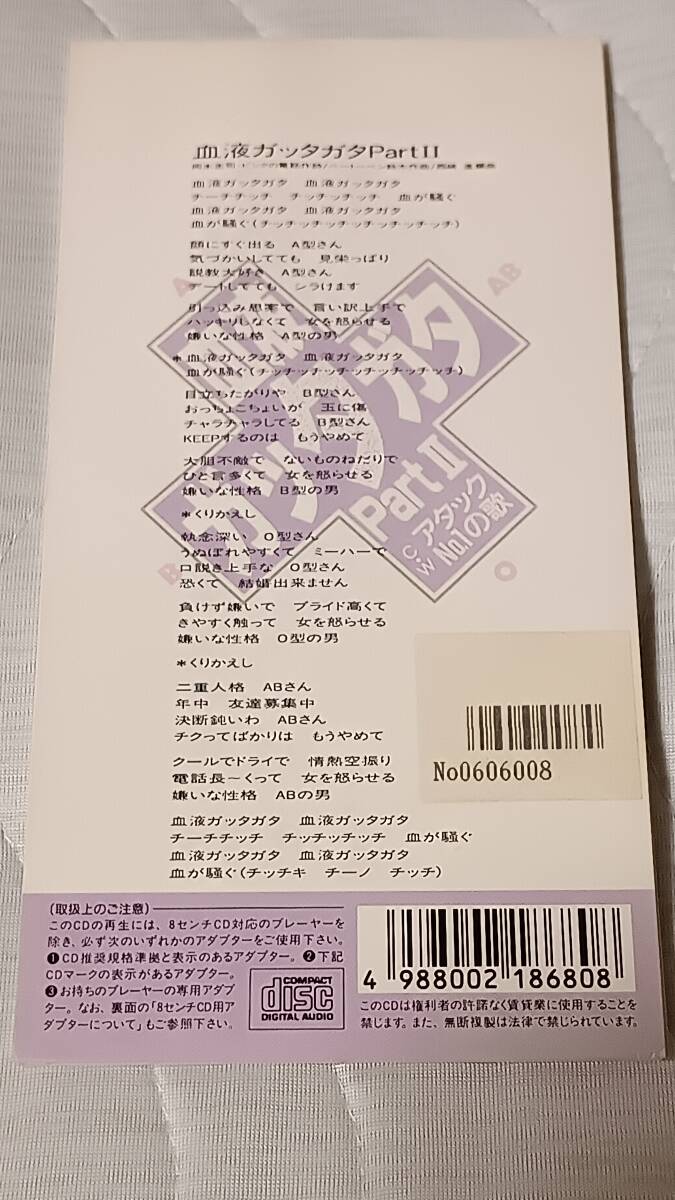 血液ガッタガタPart II
血液ガッタガタ　血液ガッタガタ
チーチチッチ　チッチッチッチ　血が騒ぐ
血液ガッタガタ　血液ガッタガタ
血が騒ぐ(チッチッチッチッチッチッチッチ)
顔にすぐ出る　A型さん
気づかいしてても　見栄っぱり
説教大好き　A型さん
デートしてても　シラけます
引っ込み思案で　言い訳上手で
ハッキリしなくて　女を怒らせる
嫌いな性格　A型の男
*血液ガッタガタ　血液ガッタガタ
血が騒ぐ(チッチッチッチッチッチッチッチ)
目立ちたがりや　B型さん
おっちょこちょいが　玉に傷
チャラチャラしてる　B型さん
KEEPするのは　もうやめて
大胆不敵で　ないものねだりで
ひと言多くて　女を怒らせる
嫌いな性格　B型の男
*くりかえし
執念深い　O型さん
うぬぼれやすくて　ミーハーで
口説き上手な　O型さん
恐くて　結婚出来ません
負けず嫌いで　プライド高くて
きやすく触って　女を怒らせる
嫌いな性格　O型の男
*くりかえし
二重人格　ABさん
年中　友達募集中
決断鈍いわ　ABさん
チクってばかりは　もうやめて
クールでドライで　情熱空振り
電話長〜くって　女を怒らせる
嫌いな性格　ABの男
血液ガッタガタ　血液ガッタガタ
チーチチッチ　チッチッチッチ　血が騒ぐ
血液ガッタガタ　血液ガッタガタ
血が騒ぐ(チッチキ　チーノ　チッチ)
A
AB
B
O
血液
ガッタガタ
Part II
C/W アタックNo.1の歌
No0606008
(取扱上のご注意)
このCDの再生には、8センチCD対応のプレーヤーを
除き、必ず次のいずれかのアダプターをご使用下さい。
❶CD推奨規格準拠と表示のあるアダプター。❷下記
CDマークの表示があるアダプター。
❸お持ちのプレーヤーの専用アダプ
ター。なお、裏面の「8センチCD用ア
ダプターについて」もご参照下さい。
COMPACT
disc
DIGITAL AUDIO
4 988002 186808
このCDは権利者の許諾なく賃貸業に使用することを
禁じます。また、無断複製は法律で禁じられています。